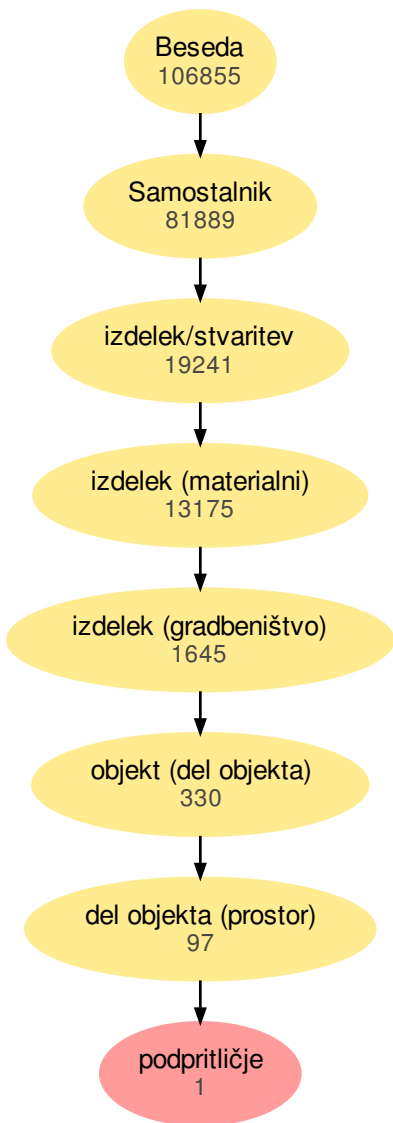 Beseda
106855
Samostalnik
81889
izdelek/stvaritev
19241
izdelek (materialni)
13175
izdelek (gradbeništvo)
1645
objekt (del objekta)
330
del objekta (prostor)
97
podpritličje
1